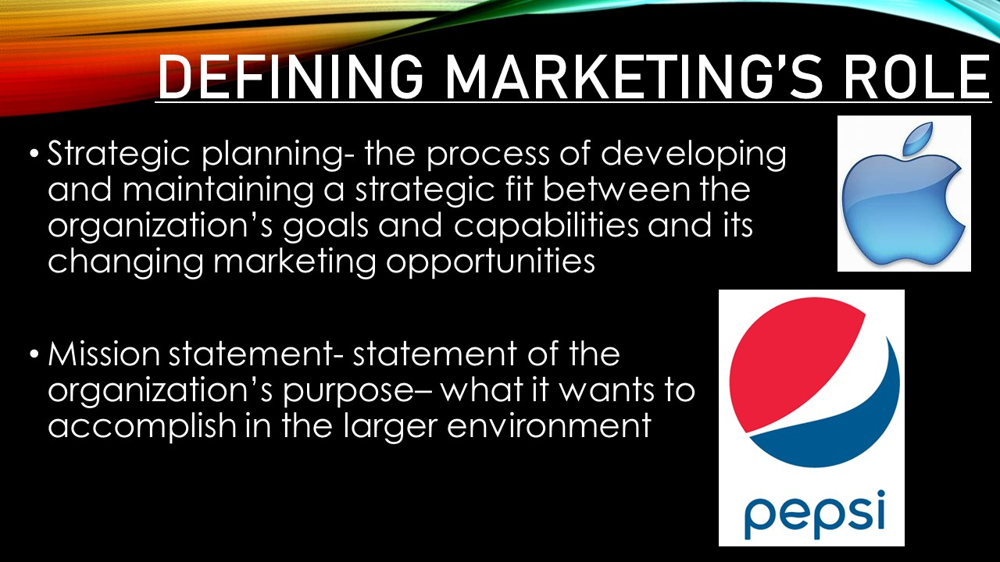 DEFINING MARKETING’S ROLE
• Strategic planning- the process of developing
and maintaining a strategic fit between the
organization’s goals and capabilities and its
changing marketing opportunities
• Mission statement- statement of the
organization’s purpose– what it wants to
accomplish in the larger environment
pepsi